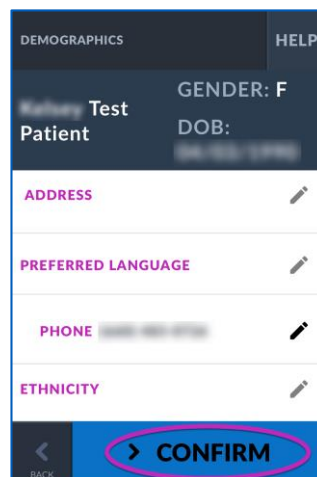 DEMOGRAPHICS
HELP
Test
Patient
GENDER: F
DOB:
ADDRESS
PREFERRED LANGUAGE
PHONE
ETHNICITY
BACK
> CONFIRM